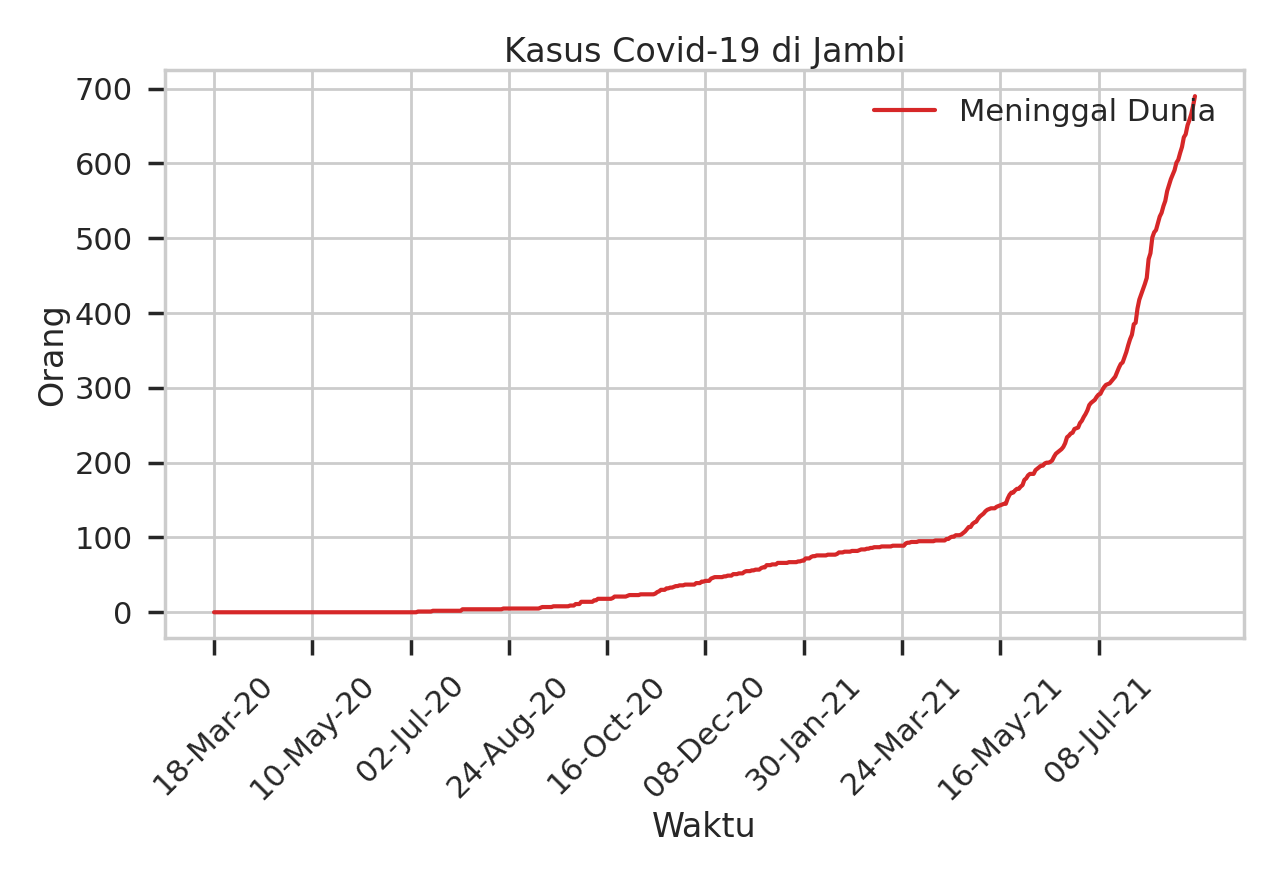 Kasus Covid-19 di Jambi
Meninggal Dunia
Orang
700
600
500
400
300
200
100
0
18-Mar-20
10-May-20
02-Jul-20
24-Aug-20
16-Oct-20
08-Dec-20
30-Jan-21
24-Mar-21
16-May-21
08-Jul-21
Waktu